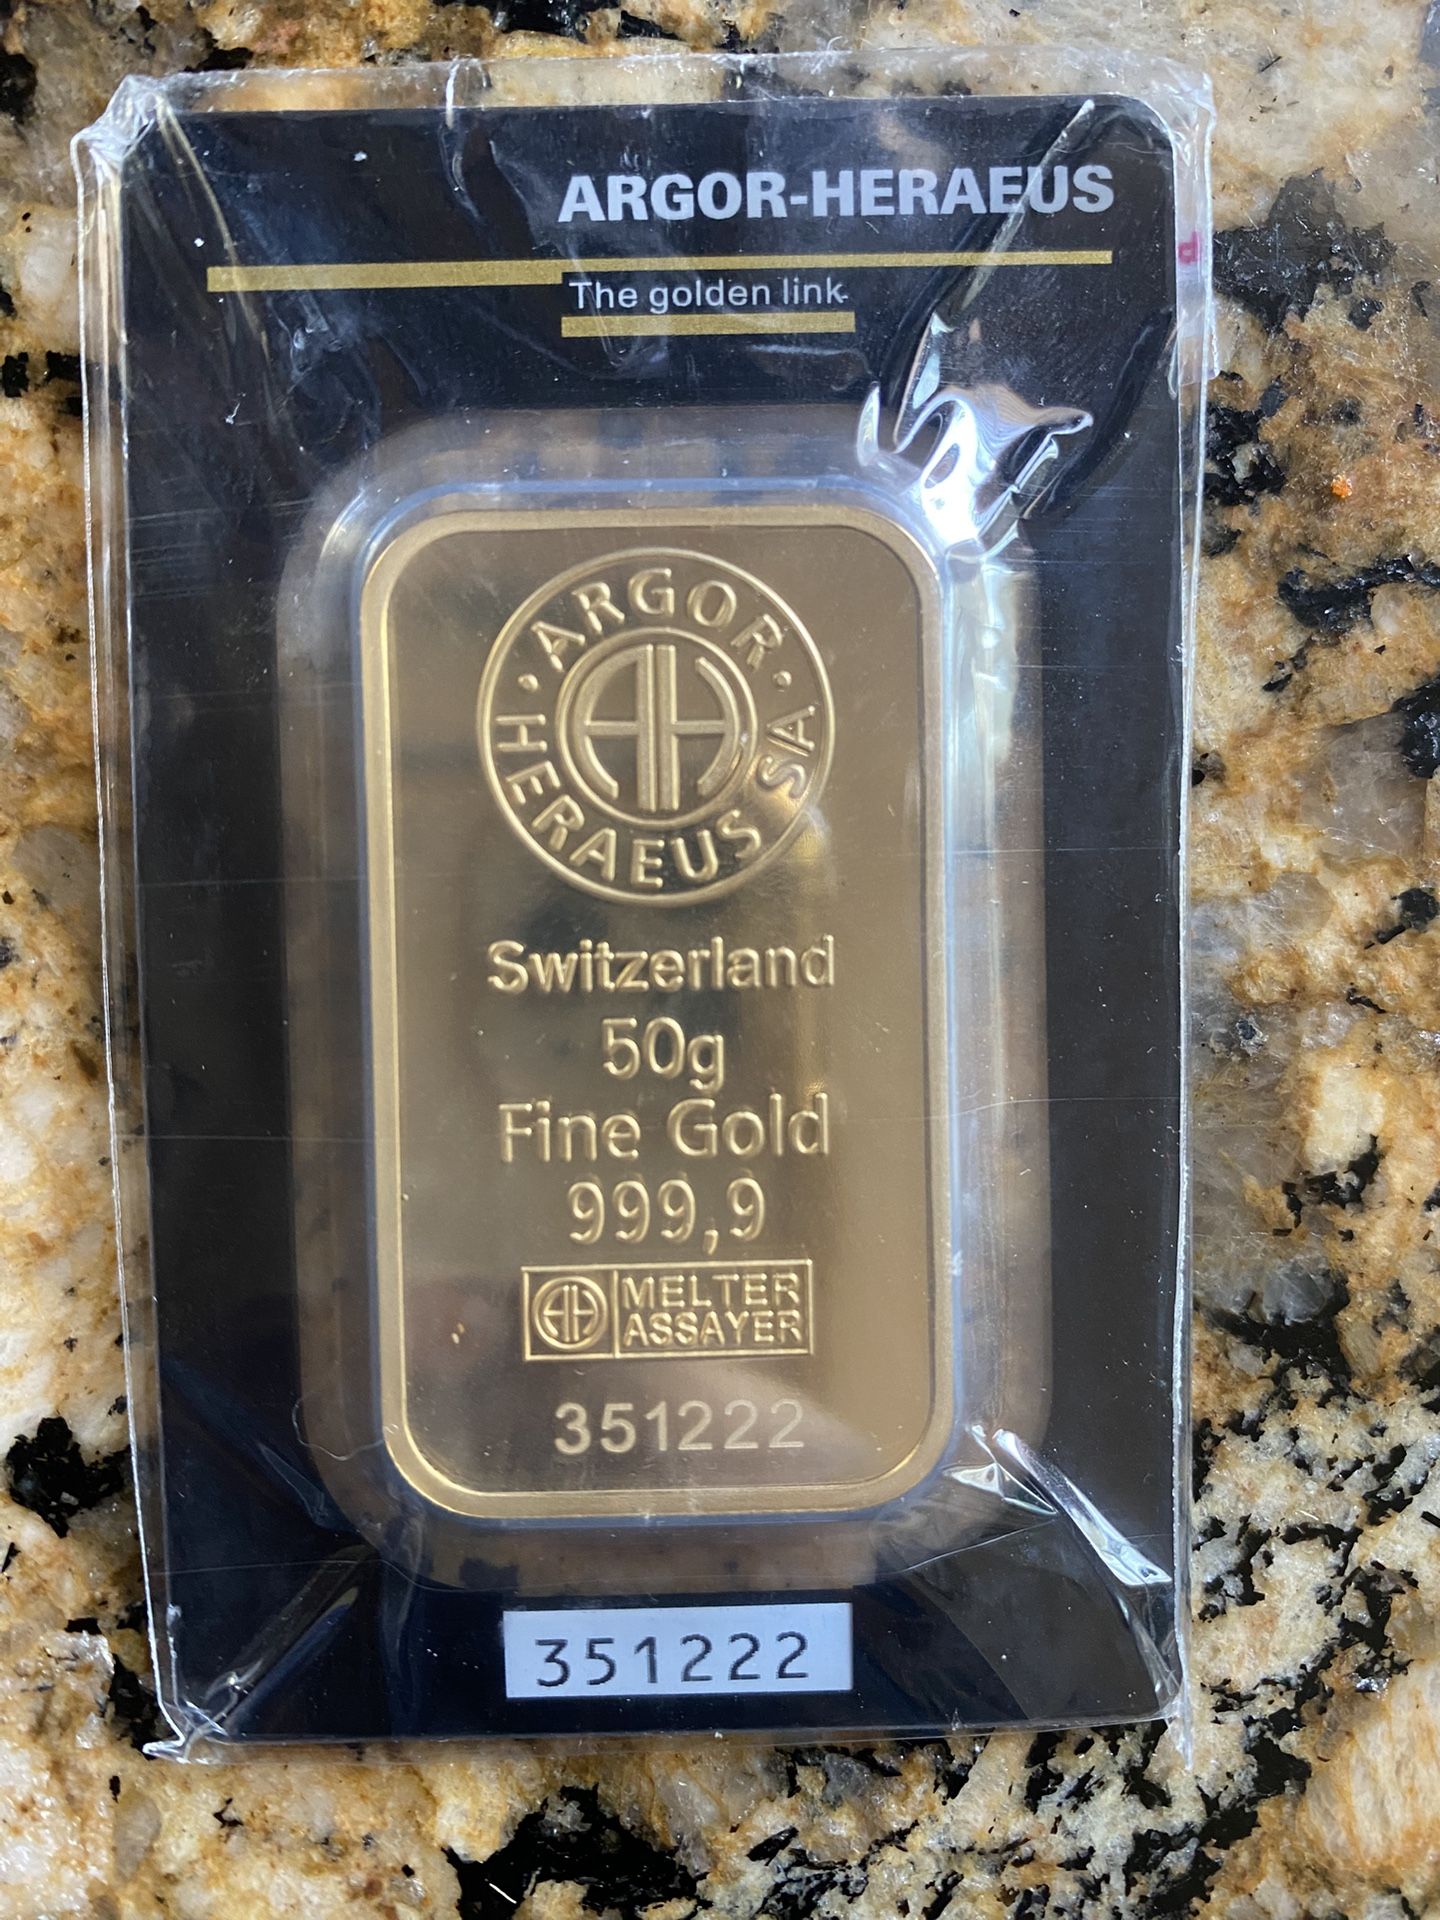 ARGOR-HERAEUS
The golden link
ARGOR
HERAEUS SA
Switzerland
50g
Fine Gold
999,9
MELTER
ASSAYER
351222
351222